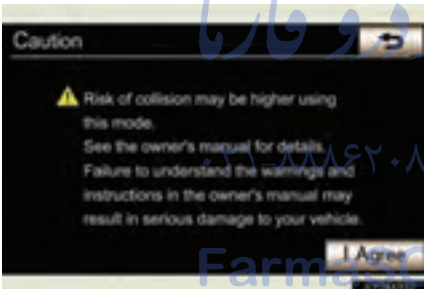 Caution
Risk of collision may be higher using
this mode.
See the owner's manual for details.
Failure to understand the warnings and
instructions in the owner's manual may
result in serious damage to your vehicle.
I Agree